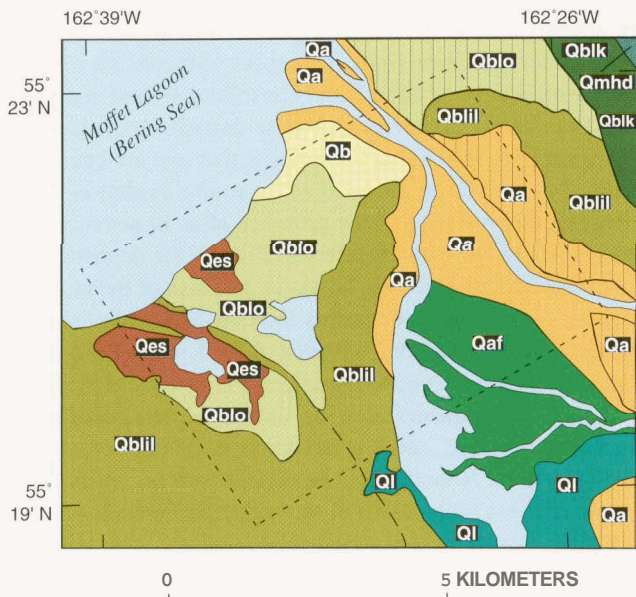 162°39'W
162°26'W
55°
23' N
Moffet Lagoon
(Bering Sea)
Qa
Qa
Qblo
Qblk
Qmhd
Qblk
Qblil
Qb
Qa
Qblil
Qblo
Qa
Qes
Qa
Qblo
Qes
Qes
Qaf
Qa
Qblil
Qblo
Qblil
55°
19' N
Ql
Ql
Qa
Ql
0
5 KILOMETERS